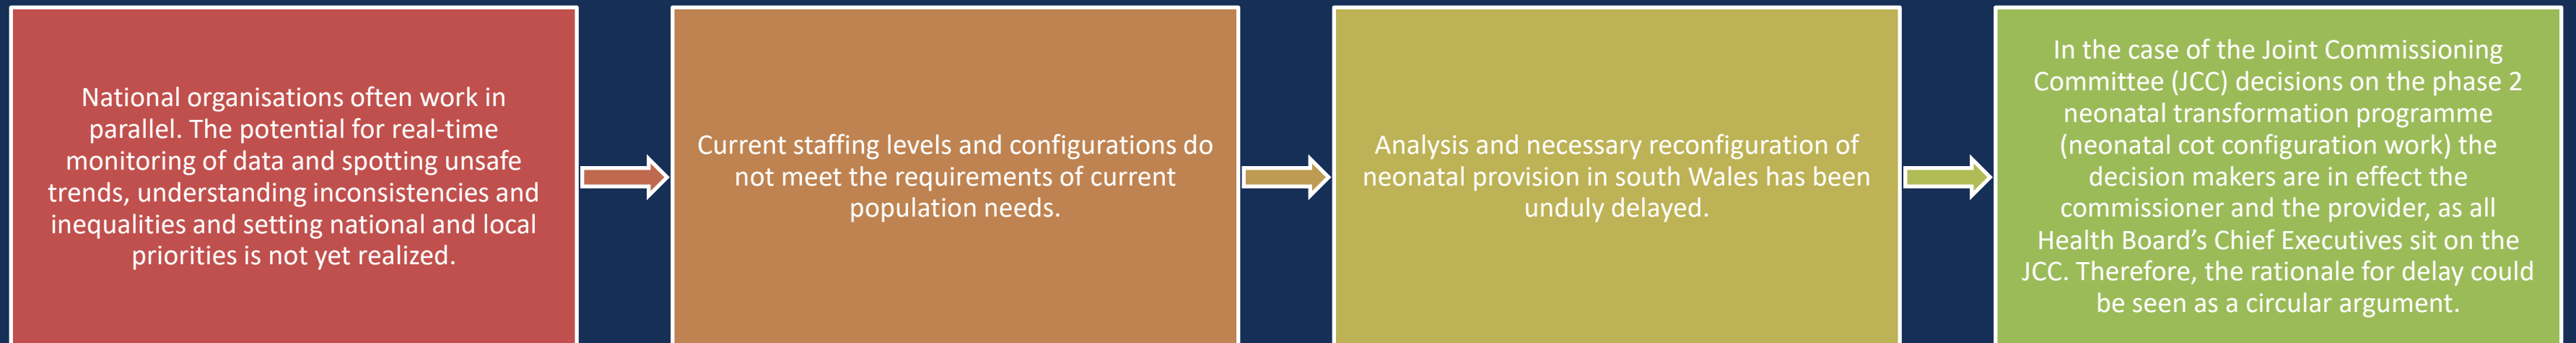 National organisations often work in
parallel. The potential for real-time
monitoring of data and spotting unsafe
trends, understanding inconsistencies and
inequalities and setting national and local
priorities is not yet realized.
Current staffing levels and configurations do
not meet the requirements of current
population needs.
Analysis and necessary reconfiguration of
neonatal provision in south Wales has been
unduly delayed.
In the case of the Joint Commissioning
Committee (JCC) decisions on the phase 2
neonatal transformation programme
(neonatal cot configuration work) the
decision makers are in effect the
commissioner and the provider, as all
Health Board's Chief Executives sit on the
JCC. Therefore, the rationale for delay could
be seen as a circular argument.